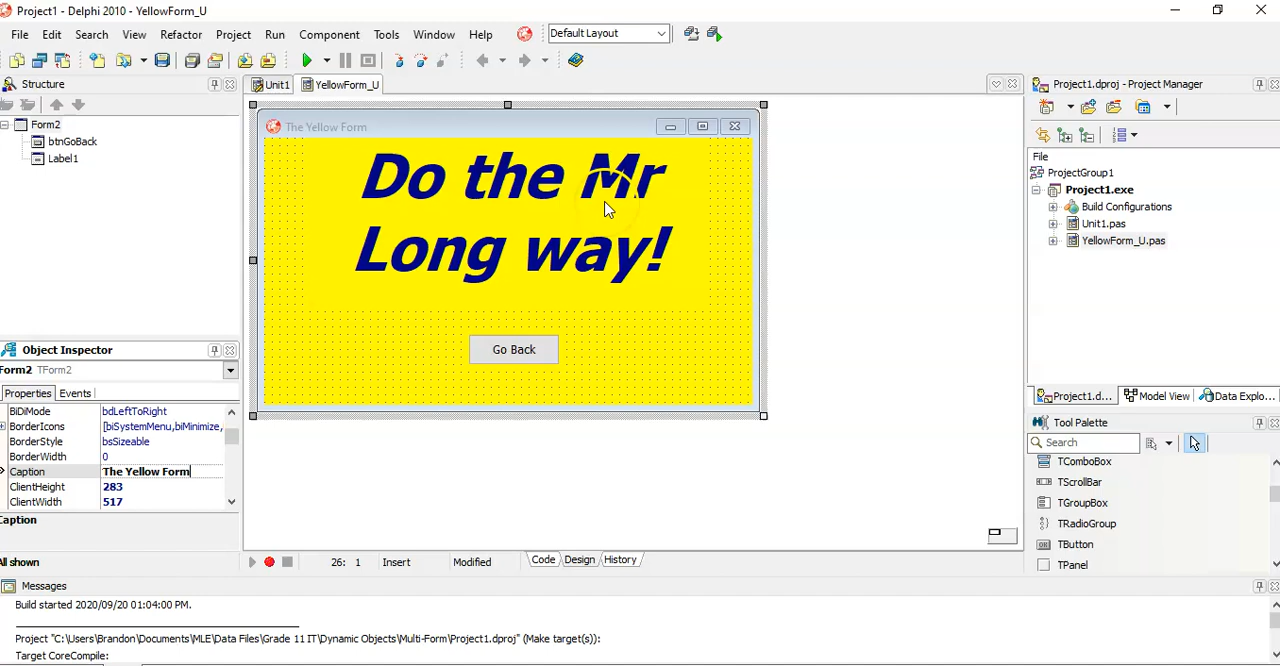 Project1 - Delphi 2010 - YellowForm_U
File Edit Search View Refactor Project Run Component Tools Window Help
Default Layout
Structure
Unit1
YellowForm_U
Project1.dproj - Project Manager
Form2
btnGoBack
Label1
The Yellow Form
Do the Mr
Long way!
Go Back
File
ProjectGroup1
Project1.exe
Build Configurations
Unit1.pas
YellowForm_U.pas
Object Inspector
Form2 TForm2
Properties Events
BiDiMode bdLeftToRight
BorderIcons [biSystemMenu,biMinimize,
BorderStyle bsSizeable
BorderWidth 0
Caption The Yellow Form
ClientHeight 283
ClientWidth 517
Caption
All shown
Project1.d... Model View Data Explo...
Tool Palette
Search
TComboBox
TScrollBar
TGroupBox
TRadioGroup
TButton
TPanel
26: 1 Insert Modified Code Design History
Messages
Build started 2020/09/20 01:04:00 PM.
Project "C:\Users\Brandon\Documents\MLE\Data Files\Grade 11 IT\Dynamic Objects\Multi-Form\Project1.dproj" (Make target(s)):
Target CoreCompile: